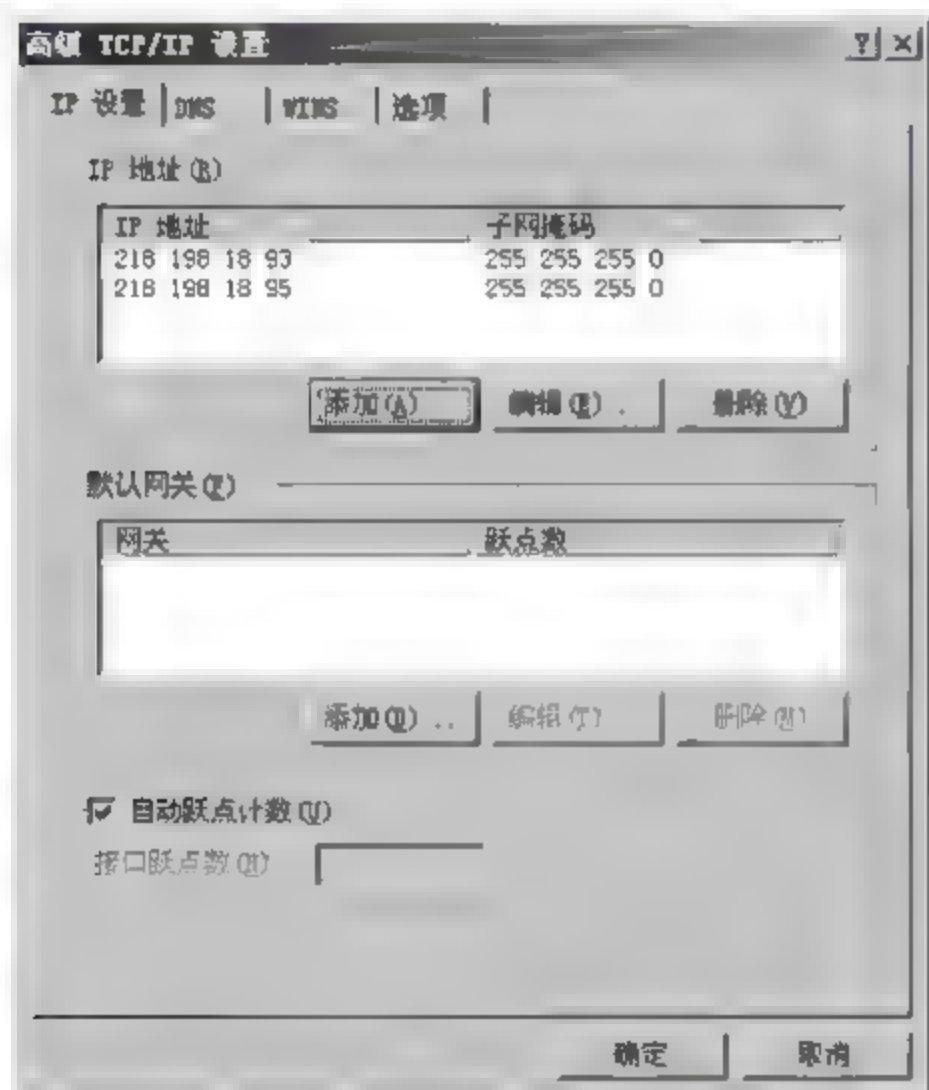 高级 TCP/IP 设置
IP 设置 DNS WINS 选项
IP 地址(R)
IP 地址 子网掩码
218 198 18 93 255 255 255 0
218 198 18 95 255 255 255 0
添加(A) 编辑(E) . 删除(V)
默认网关(F)
网关 跃点数
添加(D) .. 编辑(T) 删除(M)
自动跃点计数(U)
接口跃点数(N)
确定 取消